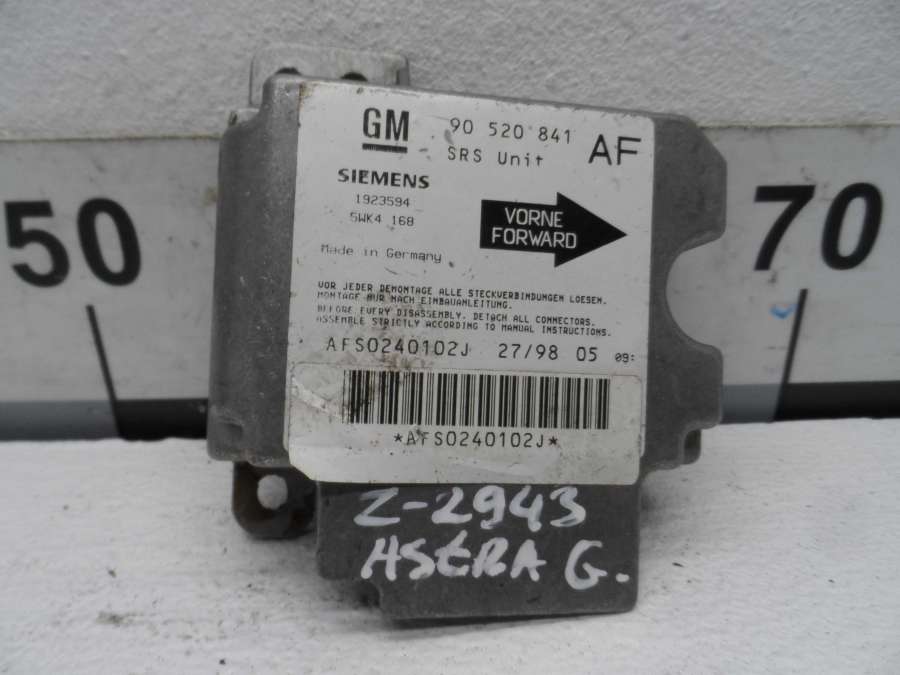 50
70
GM 90 520 841 AF
SRS Unit
SIEMENS
1923594
5WK4 168
VORNE
FORWARD
Made in Germany
VOR JEDER DEMONTAGE ALLE STECKVERBINDUNGEN LOESEN.
MONTAGE NUR NACH EINBAUANLEITUNG.
BEFORE EVERY DISASSEMBLY. DETACH ALL CONNECTORS.
ASSEMBLE STRICTLY ACCORDING TO MANUAL INSTRUCTIONS.
AFS0240102J 27/98 05 09:
*AFS0240102J*
Z-2943
ASTRA G.